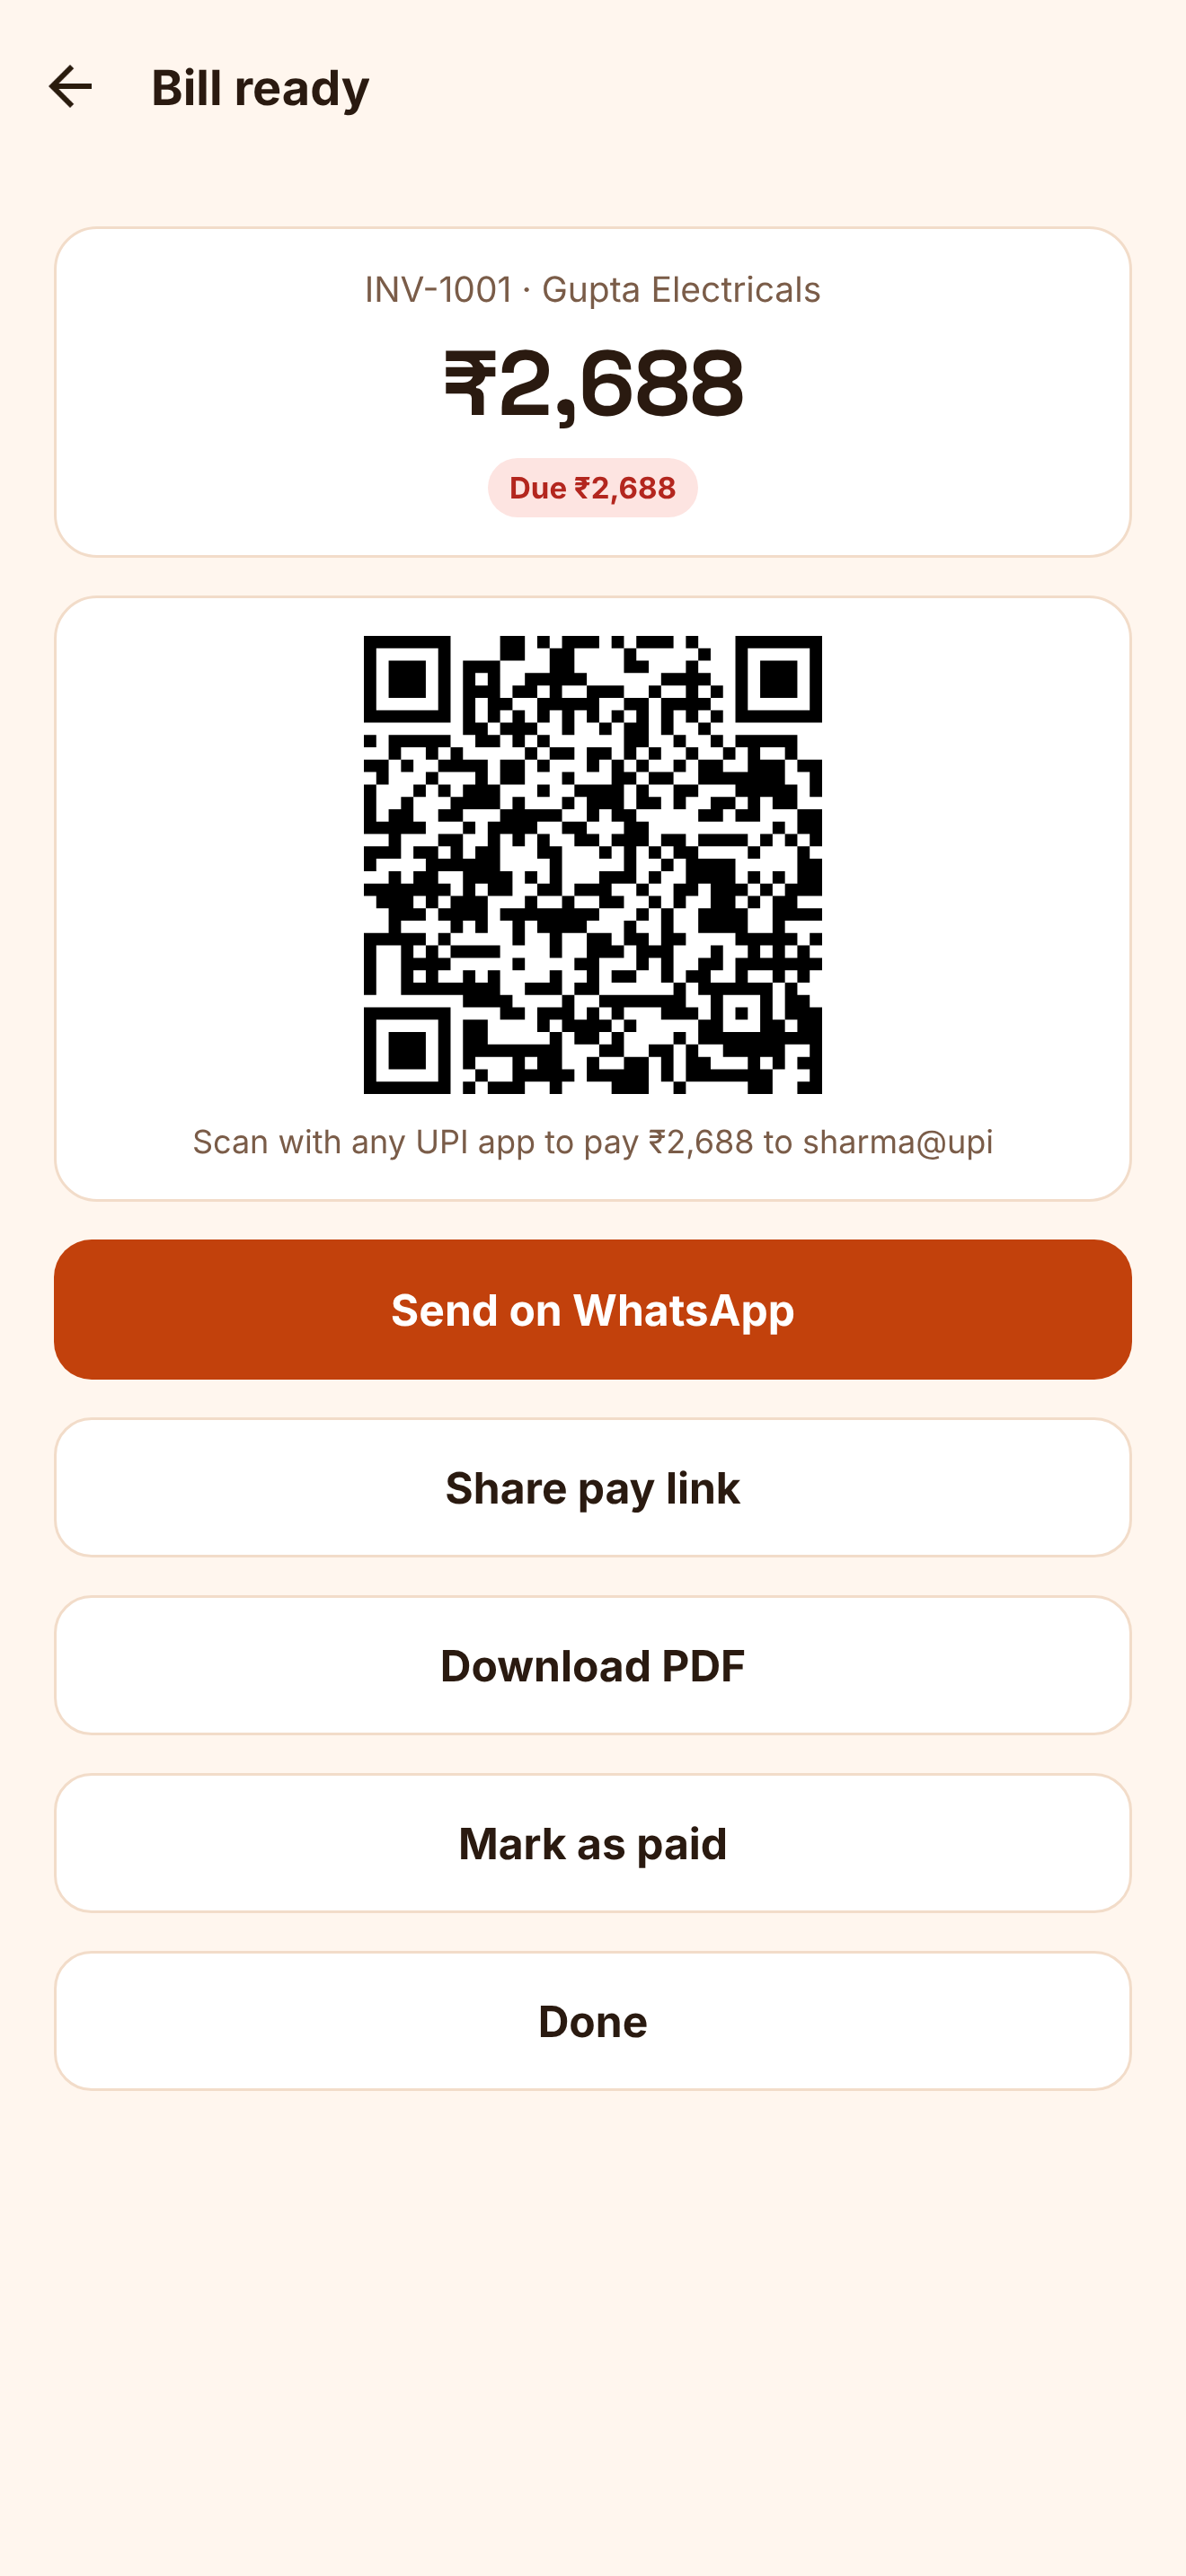 Bill ready
INV-1001 · Gupta Electricals
₹2,688
Due ₹2,688
Scan with any UPI app to pay ₹2,688 to sharma@upi
Send on WhatsApp
Share pay link
Download PDF
Mark as paid
Done